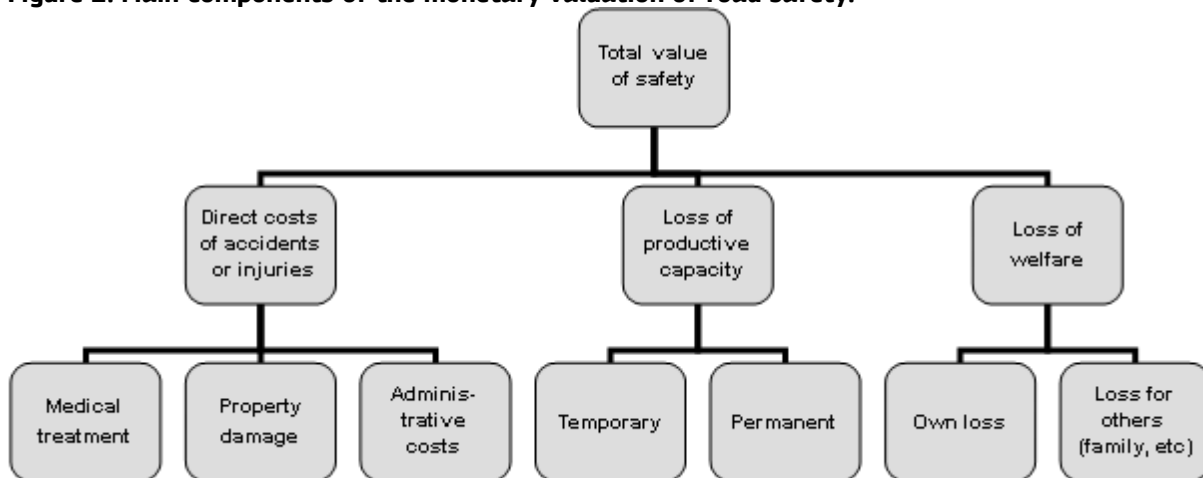 Figure 2. Main components of the monetary valuation of road safety.
Total value
of safety
Direct costs
of accidents
or injuries
Loss of
productive
capacity
Loss of
welfare
Medical
treatment
Property
damage
Adminis-
trative
costs
Temporary
Permanent
Own loss
Loss for
others
(family, etc)